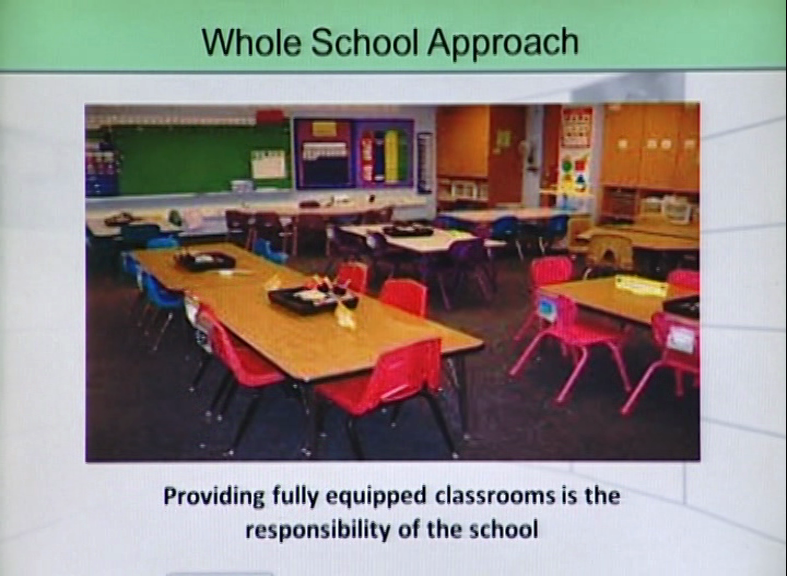 Whole School Approach
Providing fully equipped classrooms is the
responsibility of the school